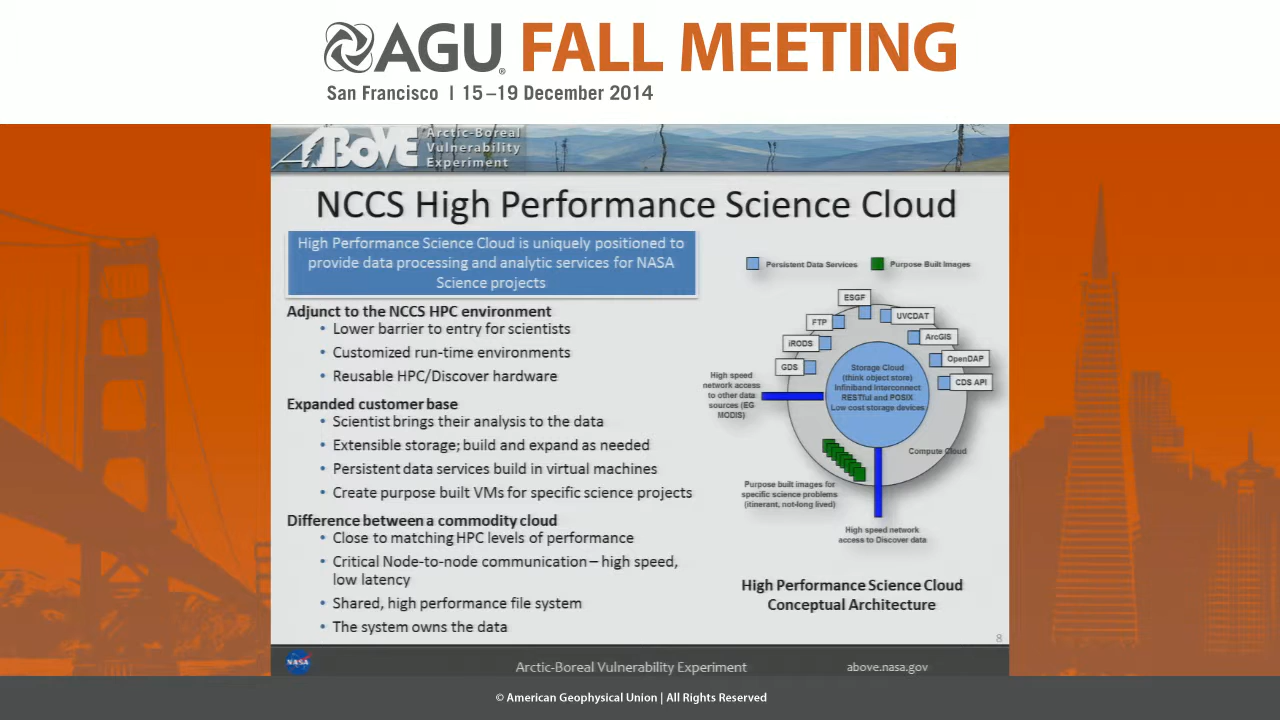 AGU FALL MEETING
San Francisco | 15–19 December 2014
ABoVE
Arctic-Boreal
Vulnerability
Experiment
NCCS High Performance Science Cloud
High Performance Science Cloud is uniquely positioned to
provide data processing and analytic services for NASA
Science projects
Adjunct to the NCCS HPC environment
• Lower barrier to entry for scientists
• Customized run-time environments
• Reusable HPC/Discover hardware
Expanded customer base
• Scientist brings their analysis to the data
• Extensible storage; build and expand as needed
• Persistent data services build in virtual machines
• Create purpose built VMs for specific science projects
Difference between a commodity cloud
• Close to matching HPC levels of performance
• Critical Node-to-node communication – high speed,
low latency
• Shared, high performance file system
• The system owns the data
Persistent Data Services
Purpose Built Images
ESGF
FTP
UVCDAT
iRODS
ArcGIS
GDS
OpenDAP
CDS API
Storage Cloud
(think object store)
Infiniband Interconnect
RESTful and POSIX
Low cost storage devices
High speed
network access
to other data
sources (EG
MODIS)
Compute Cloud
Purpose built images for
specific science problems
(itinerant, not-long lived)
High speed network
access to Discover data
High Performance Science Cloud
Conceptual Architecture
8
NASA
Arctic-Boreal Vulnerability Experiment
above.nasa.gov
© American Geophysical Union | All Rights Reserved